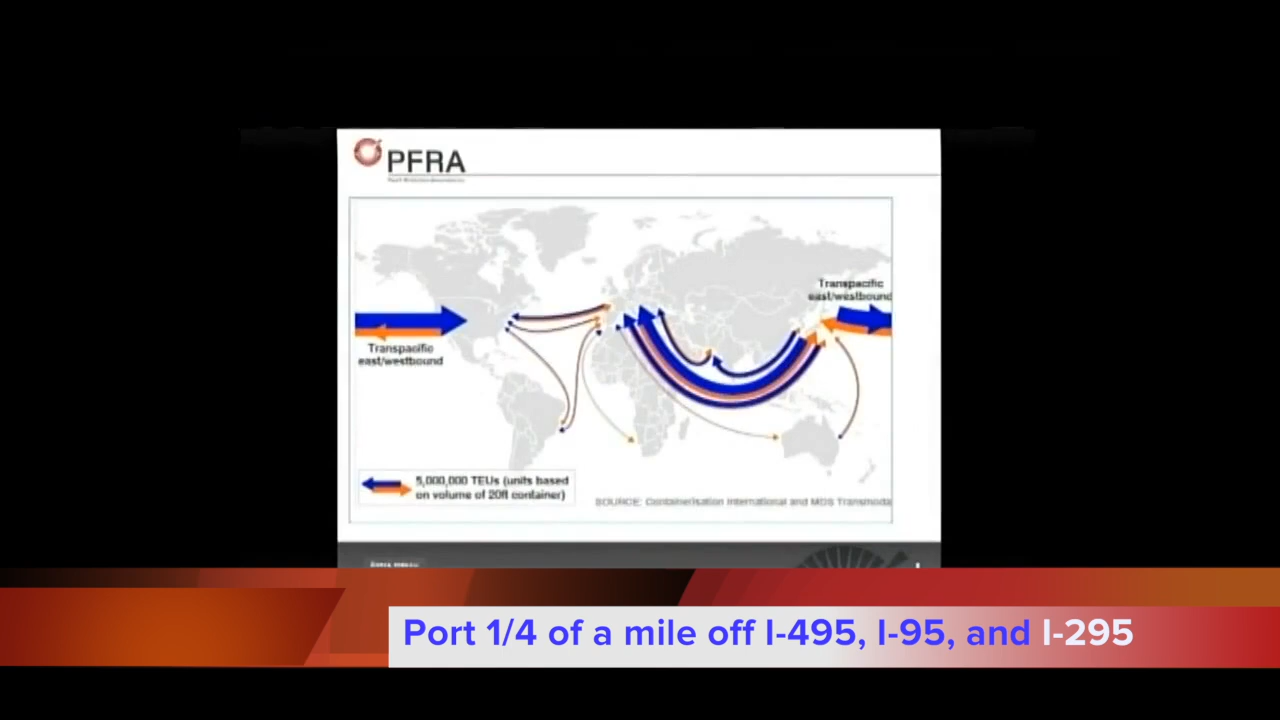 PFRA
Transpacific
east/westbound
Transpacific
east/westbound
5,000,000 TEUs (units based
on volume of 20ft container)
SOURCE: Containerisation International and MDS Transmoda
Port 1/4 of a mile off I-495, I-95, and I-295